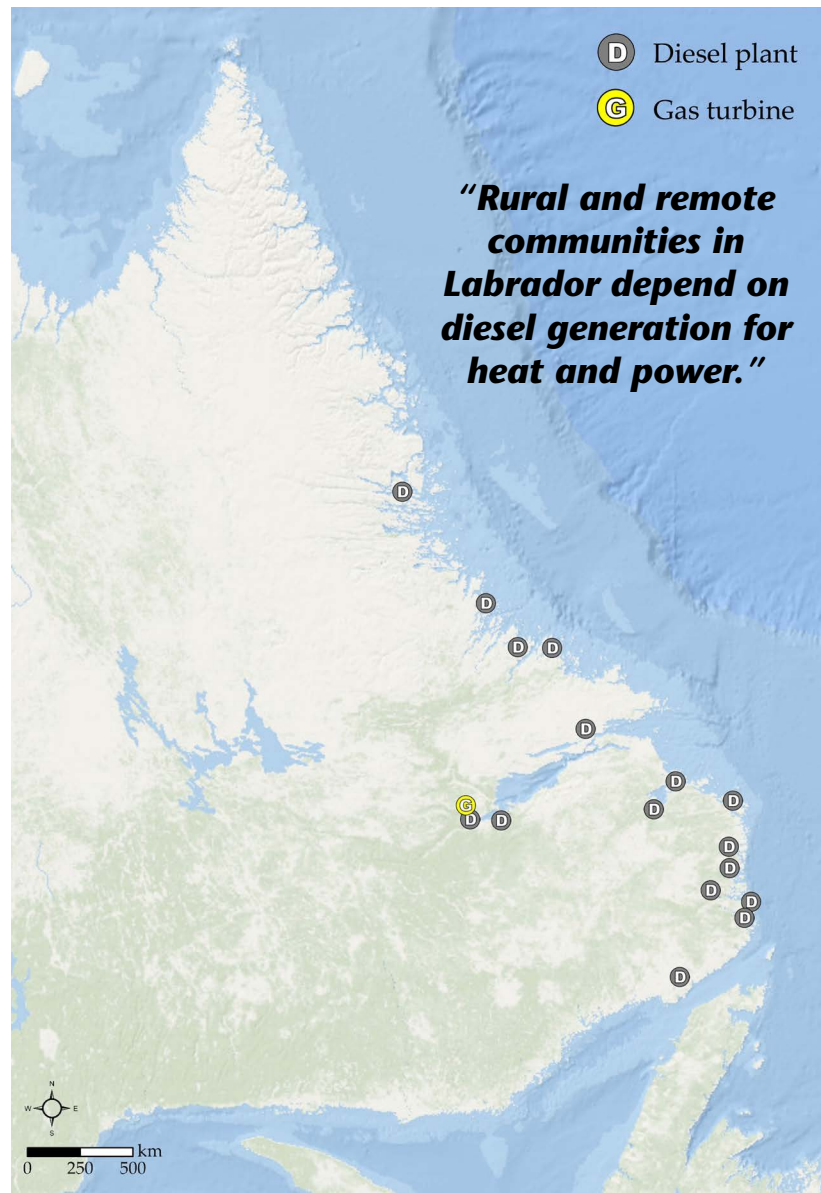 D Diesel plant
G Gas turbine
“Rural and remote
communities in
Labrador depend on
diesel generation for
heat and power.”
D
D
D D
D
D
G
D
D
D D
D
D
D
D
D
D
N
W E
S
km
0 250 500